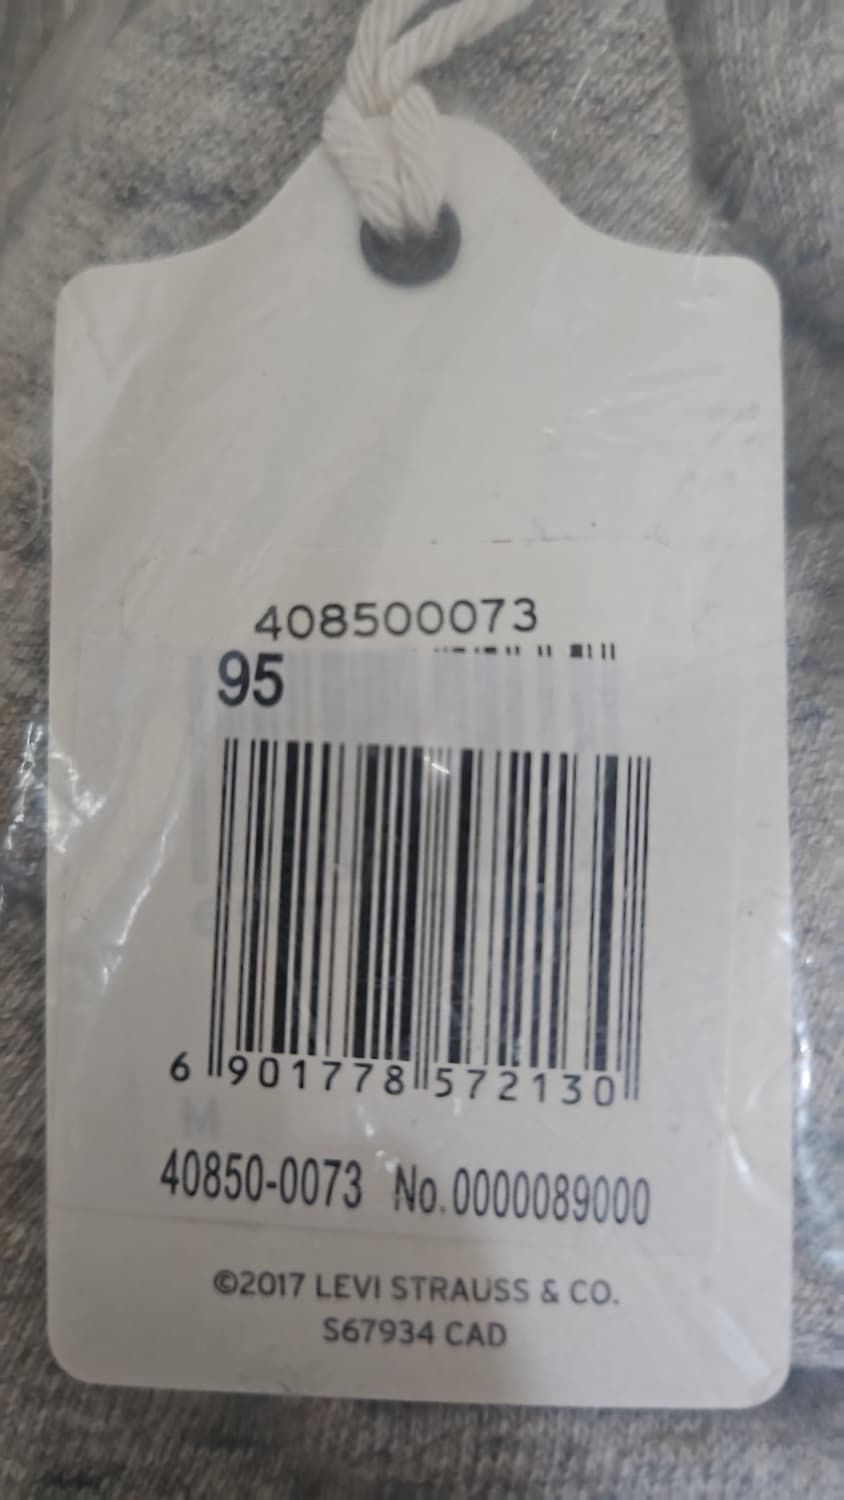 408500073
95
6 901778 572130
M
40850-0073 No.0000089000
©2017 LEVI STRAUSS & CO.
S67934 CAD